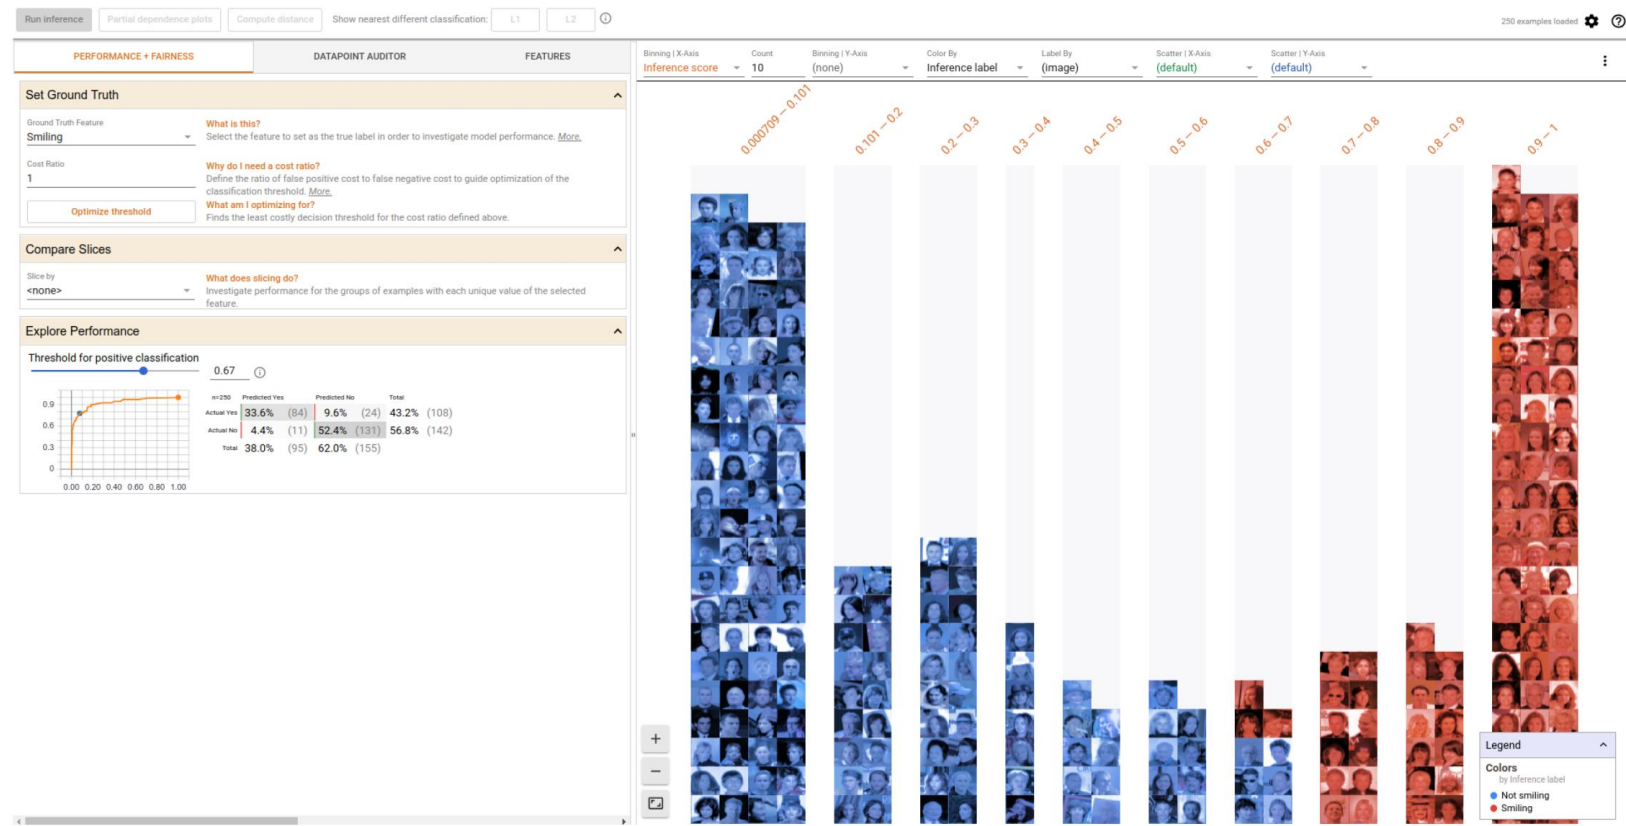 Run inference
Partial dependence plots
Compute distance
Show nearest different classification:
L1
L2
250 examples loaded
PERFORMANCE + FAIRNESS
DATAPOINT AUDITOR
FEATURES
Binning | X-Axis
Inference score
Count
10
Binning | Y-Axis
(none)
Color By
Inference label
Label By
(image)
Scatter | X-Axis
(default)
Scatter | Y-Axis
(default)
Set Ground Truth
Ground Truth Feature
Smiling
What is this?
Select the feature to set as the true label in order to investigate model performance. More.
Cost Ratio
1
Why do I need a cost ratio?
Define the ratio of false positive cost to false negative cost to guide optimization of the
classification threshold. More.
Optimize threshold
What am I optimizing for?
Finds the least costly decision threshold for the cost ratio defined above.
Compare Slices
Slice by
<none>
What does slicing do?
Investigate performance for the groups of examples with each unique value of the selected
feature.
Explore Performance
Threshold for positive classification
0.67
0.9
0.6
0.3
0
0.00 0.20 0.40 0.60 0.80 1.00
n=250 Predicted Yes Predicted No Total
Actual Yes 33.6% (84) 9.6% (24) 43.2% (108)
Actual No 4.4% (11) 52.4% (131) 56.8% (142)
Total 38.0% (95) 62.0% (155)
0.000709 – 0.101
0.101 – 0.2
0.2 – 0.3
0.3 – 0.4
0.4 – 0.5
0.5 – 0.6
0.6 – 0.7
0.7 – 0.8
0.8 – 0.9
0.9 – 1
Legend
Colors
by Inference label
Not smiling
Smiling